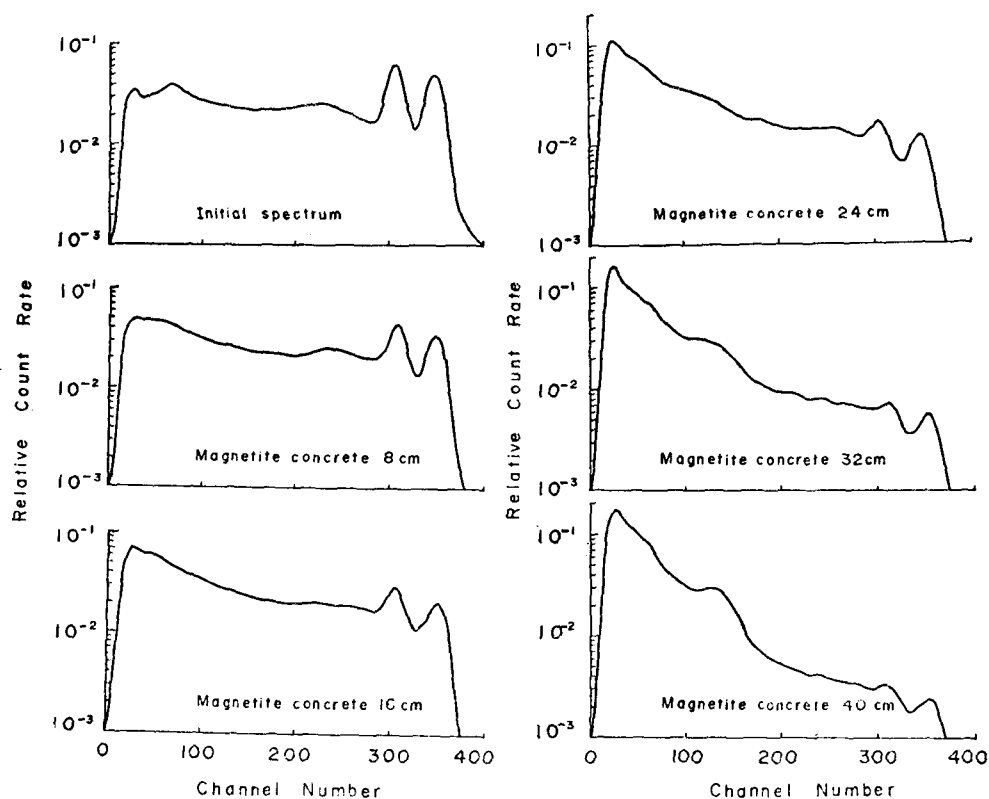 10⁻¹
10⁻²
10⁻³
Initial spectrum
10⁻¹
10⁻²
10⁻³
Magnetite concrete 8 cm
10⁻¹
10⁻²
10⁻³
Magnetite concrete 16 cm
0 100 200 300 400
Channel Number
Relative Count Rate
10⁻¹
10⁻²
10⁻³
Magnetite concrete 24 cm
10⁻¹
10⁻²
10⁻³
Magnetite concrete 32cm
10⁻¹
10⁻²
10⁻³
Magnetite concrete 40 cm
0 100 200 300 400
Channel Number
Relative Count Rate